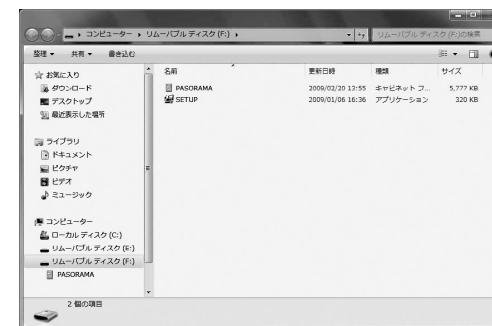 コンピューター ▸ リムーバブル ディスク (F:) ▸
リムーバブル ディスク (F:)の検索
整理 ▼ 共有 ▼ 書き込む
名前 更新日時 種類 サイズ
PASORAMA 2009/02/20 13:55 キャビネット フ... 5,777 KB
SETUP 2009/01/06 16:36 アプリケーション 320 KB
お気に入り
ダウンロード
デスクトップ
最近表示した場所
ライブラリ
ドキュメント
ピクチャ
ビデオ
ミュージック
コンピューター
ローカル ディスク (C:)
リムーバブル ディスク (E:)
リムーバブル ディスク (F:)
PASORAMA
2 個の項目